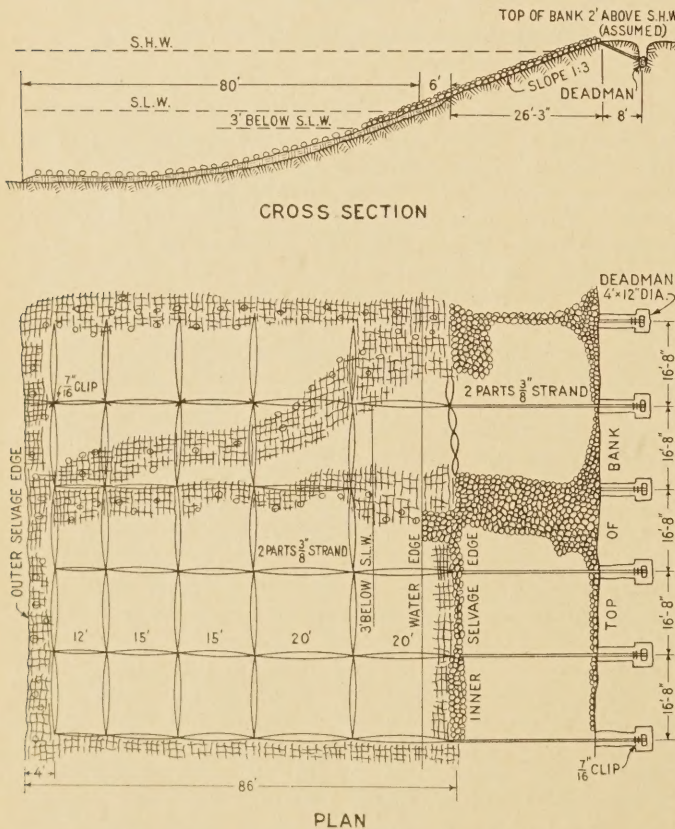 TOP OF BANK 2' ABOVE S.H.W.
(ASSUMED)
S.H.W.
80'
6'
SLOPE 1:3
DEADMAN
S.L.W.
3' BELOW S.L.W.
26'-3"
8'
CROSS SECTION
DEADMAN
4'×12" DIA.
7/16" CLIP
2 PARTS 3/8" STRAND
16'-8"
16'-8"
16'-8"
16'-8"
16'-8"
OUTER SELVAGE EDGE
2 PARTS 3/8" STRAND
3' BELOW S.L.W.
WATER EDGE
INNER SELVAGE EDGE
TOP OF BANK
12'
15'
15'
20'
20'
4'
86'
7/16" CLIP
PLAN